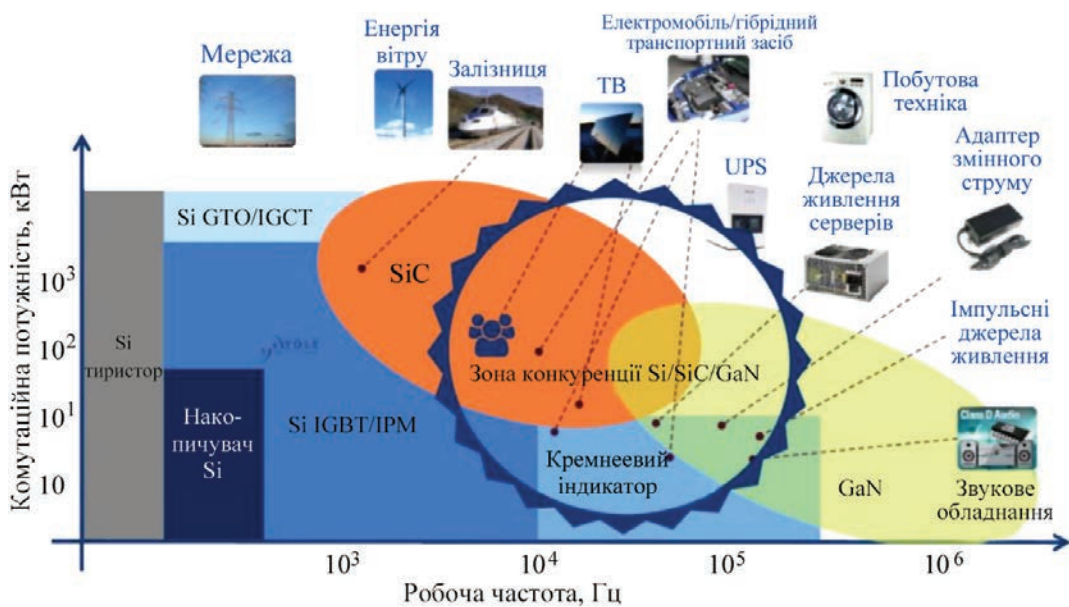 Мережа
Енергія
вітру
Залізниця
ТВ
Електромобіль/гібрідний
транспортний засіб
Побутова
техніка
Адаптер
змінного
струму
UPS
Джерела
живлення
серверів
Імпульсні
джерела
живлення
Class D Audio
Звукове
обладнання
Комутаційна потужність, кВт
10³
10²
10¹
10
Si GTO/IGCT
SiC
Si
тиристор
Зона конкуренції Si/SiC/GaN
Нако-
пичувач
Si
Si IGBT/IPM
Кремнеевий
індикатор
GaN
10³
10⁴
10⁵
10⁶
Робоча частота, Гц